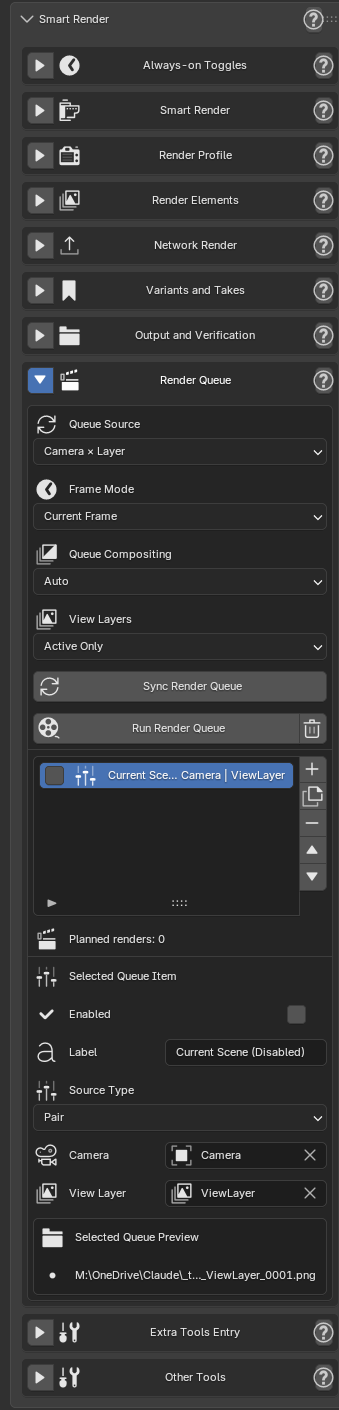 Smart Render
Always-on Toggles
Smart Render
Render Profile
Render Elements
Network Render
Variants and Takes
Output and Verification
Render Queue
Queue Source
Camera × Layer
Frame Mode
Current Frame
Queue Compositing
Auto
View Layers
Active Only
Sync Render Queue
Run Render Queue
Current Sce... Camera | ViewLayer
Planned renders: 0
Selected Queue Item
Enabled
Label Current Scene (Disabled)
Source Type
Pair
Camera Camera
View Layer ViewLayer
Selected Queue Preview
M:\OneDrive\Claude\_t..._ViewLayer_0001.png
Extra Tools Entry
Other Tools